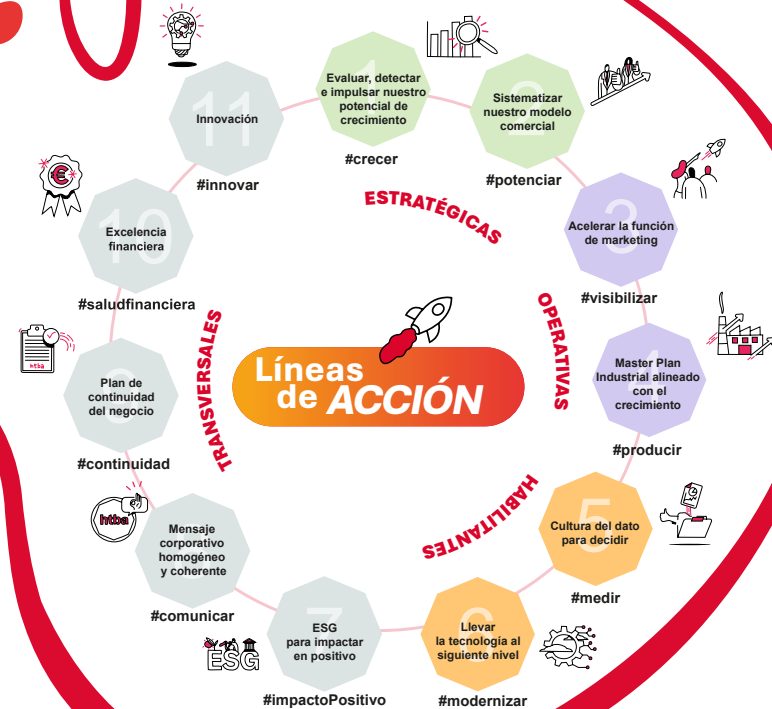 1
Evaluar, detectar
e impulsar nuestro
potencial de
crecimiento
#crecer
2
Sistematizar
nuestro modelo
comercial
#potenciar
ESTRATÉGICAS
3
Acelerar la función
de marketing
#visibilizar
OPERATIVAS
4
Master Plan
Industrial alineado
con el
crecimiento
#producir
5
Cultura del dato
para decidir
#medir
HABILITANTES
6
Llevar
la tecnología al
siguiente nivel
#modernizar
7
ESG
para impactar
en positivo
#impactoPositivo
ESG
8
Mensaje
corporativo
homogéneo
y coherente
#comunicar
htba
9
Plan de
continuidad
del negocio
#continuidad
htba
TRANSVERSALES
10
Excelencia
financiera
#saludfinanciera
€
11
Innovación
#innovar
Líneas
de ACCIÓN